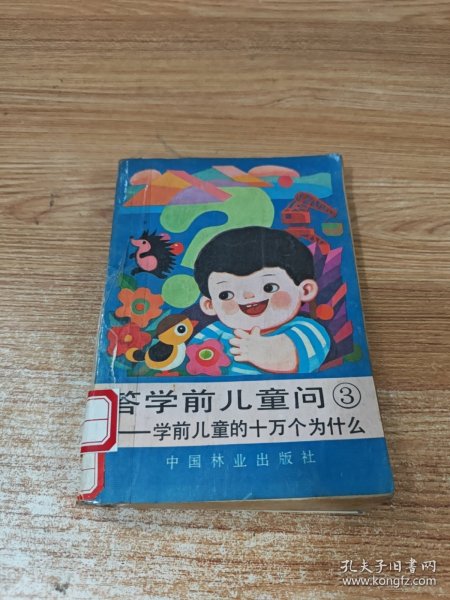 答学前儿童问③
——学前儿童的十万个为什么
中国林业出版社
孔夫子旧书网
www.kongfz.com